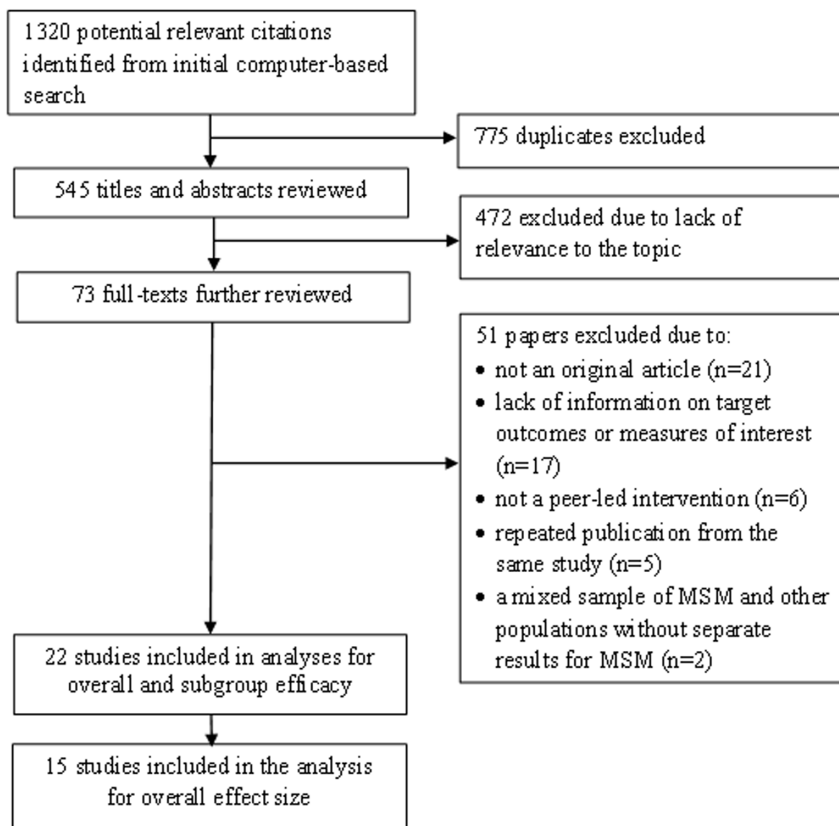 1320 potential relevant citations
identified from initial computer-based
search
775 duplicates excluded
545 titles and abstracts reviewed
472 excluded due to lack of
relevance to the topic
73 full-texts further reviewed
51 papers excluded due to:
• not an original article (n=21)
• lack of information on target
outcomes or measures of interest
(n=17)
• not a peer-led intervention (n=6)
• repeated publication from the
same study (n=5)
• a mixed sample of MSM and other
populations without separate
results for MSM (n=2)
22 studies included in analyses for
overall and subgroup efficacy
15 studies included in the analysis
for overall effect size